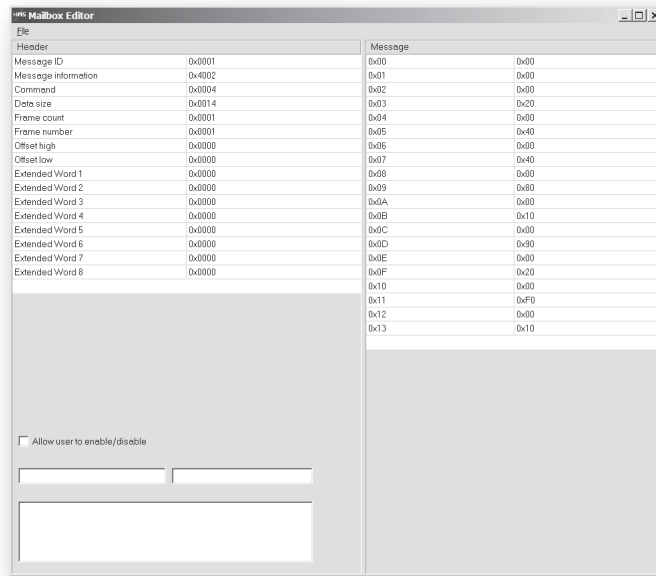 HMS Mailbox Editor
File
Header
Message ID 0x0001
Message information 0x4002
Command 0x0004
Data size 0x0014
Frame count 0x0001
Frame number 0x0001
Offset high 0x0000
Offset low 0x0000
Extended Word 1 0x0000
Extended Word 2 0x0000
Extended Word 3 0x0000
Extended Word 4 0x0000
Extended Word 5 0x0000
Extended Word 6 0x0000
Extended Word 7 0x0000
Extended Word 8 0x0000
Allow user to enable/disable
Message
0x00 0x00
0x01 0x00
0x02 0x00
0x03 0x20
0x04 0x00
0x05 0x40
0x06 0x00
0x07 0x40
0x08 0x00
0x09 0x80
0x0A 0x00
0x0B 0x10
0x0C 0x00
0x0D 0x90
0x0E 0x00
0x0F 0x20
0x10 0x00
0x11 0xF0
0x12 0x00
0x13 0x10